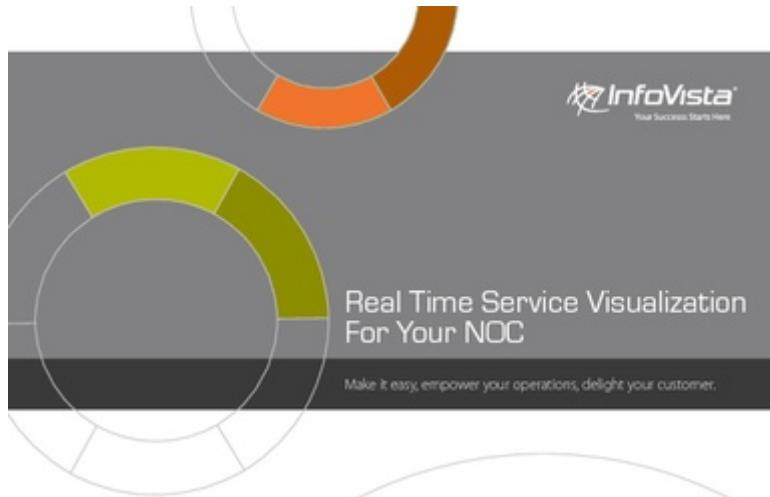 InfoVista®
Your Success Starts Here
Real Time Service Visualization
For Your NOC
Make it easy, empower your operations, delight your customer.